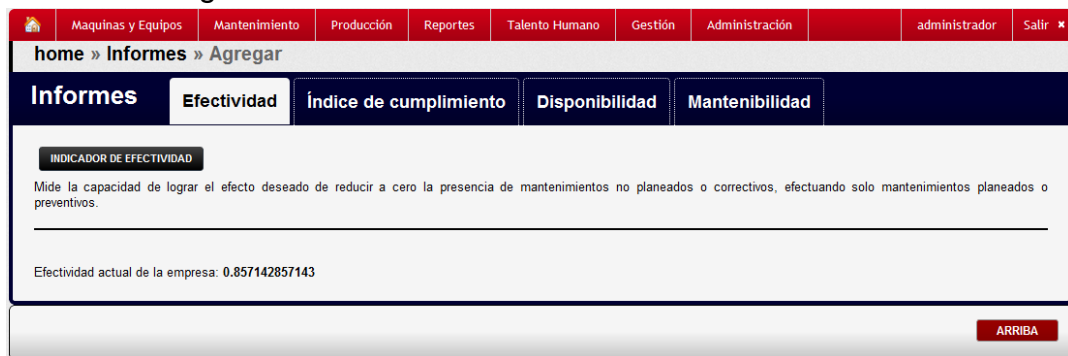 Maquinas y Equipos Mantenimiento Producción Reportes Talento Humano Gestión Administración administrador Salir ×
home » Informes » Agregar
Informes Efectividad Índice de cumplimiento Disponibilidad Mantenibilidad
INDICADOR DE EFECTIVIDAD
Mide la capacidad de lograr el efecto deseado de reducir a cero la presencia de mantenimientos no planeados o correctivos, efectuando solo mantenimientos planeados o
preventivos.
Efectividad actual de la empresa: 0.857142857143
ARRIBA